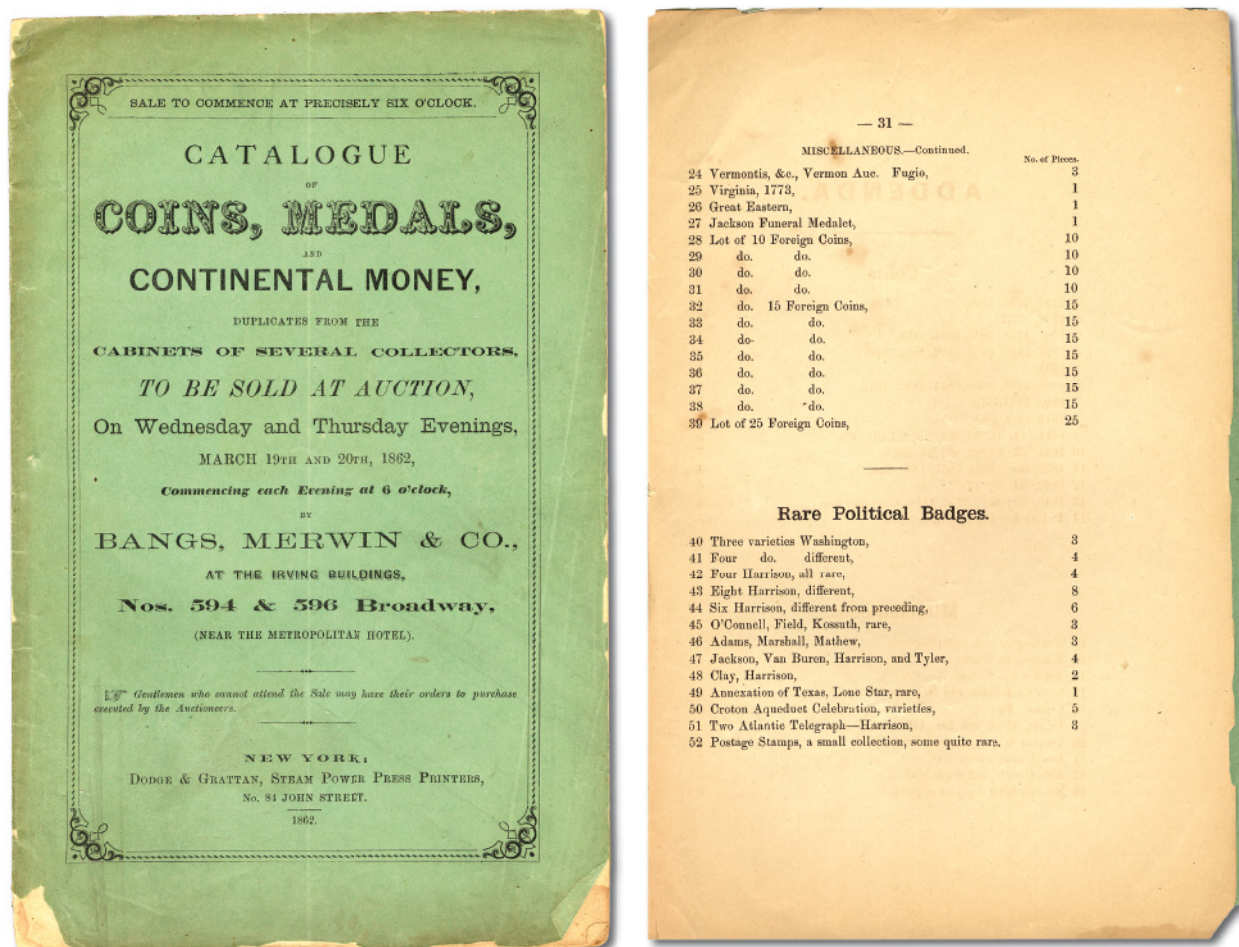 SALE TO COMMENCE AT PRECISELY SIX O'CLOCK.
CATALOGUE
OF
COINS, MEDALS,
AND
CONTINENTAL MONEY,
DUPLICATES FROM THE
CABINETS OF SEVERAL COLLECTORS,
TO BE SOLD AT AUCTION,
On Wednesday and Thursday Evenings,
MARCH 19TH AND 20TH, 1862,
Commencing each Evening at 6 o'clock,
BY
BANGS, MERWIN & CO.,
AT THE IRVING BUILDINGS,
Nos. 594 & 596 Broadway,
(NEAR THE METROPOLITAN HOTEL).
☞ Gentlemen who cannot attend the Sale may have their orders to purchase
executed by the Auctioneers.
NEW YORK:
DODGE & GRATTAN, STEAM POWER PRESS PRINTERS,
No. 84 JOHN STREET.
1862.
— 31 —
MISCELLANEOUS.—Continued.
No. of Pieces.
24 Vermontis, &c., Vermon Auc. Fugio, 3
25 Virginia, 1773, 1
26 Great Eastern, 1
27 Jackson Funeral Medalet, 1
28 Lot of 10 Foreign Coins, 10
29 do. do. 10
30 do. do. 10
31 do. do. 10
32 do. 15 Foreign Coins, 15
33 do. do. 15
34 do- do. 15
35 do. do. 15
36 do. do. 15
37 do. do. 15
38 do. do. 15
39 Lot of 25 Foreign Coins, 25
Rare Political Badges.
40 Three varieties Washington, 3
41 Four do. different, 4
42 Four Harrison, all rare, 4
43 Eight Harrison, different, 8
44 Six Harrison, different from preceding, 6
45 O'Connell, Field, Kossuth, rare, 3
46 Adams, Marshall, Mathew, 3
47 Jackson, Van Buren, Harrison, and Tyler, 4
48 Clay, Harrison, 2
49 Annexation of Texas, Lone Star, rare, 1
50 Croton Aqueduct Celebration, varieties, 5
51 Two Atlantic Telegraph—Harrison, 3
52 Postage Stamps, a small collection, some quite rare.